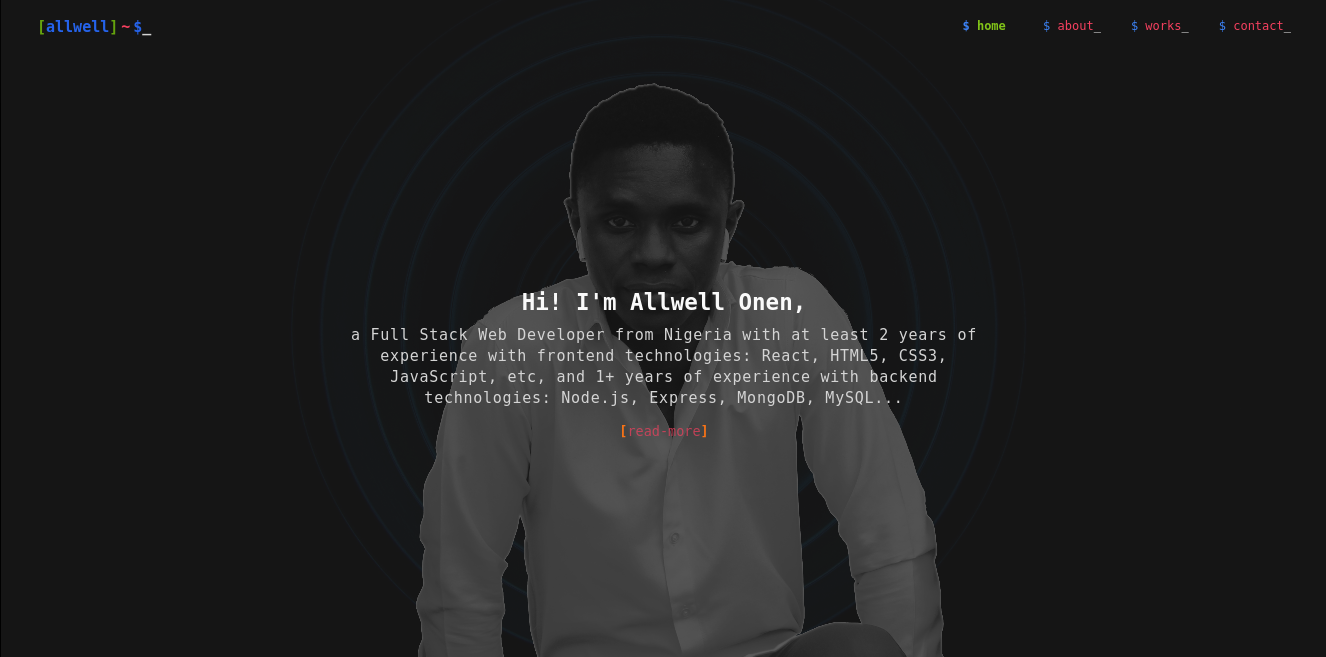 [allwell] ~ $_
$ home $ about_ $ works_ $ contact_
Hi! I'm Allwell Onen,
a Full Stack Web Developer from Nigeria with at least 2 years of
experience with frontend technologies: React, HTML5, CSS3,
JavaScript, etc, and 1+ years of experience with backend
technologies: Node.js, Express, MongoDB, MySQL...
[read-more]